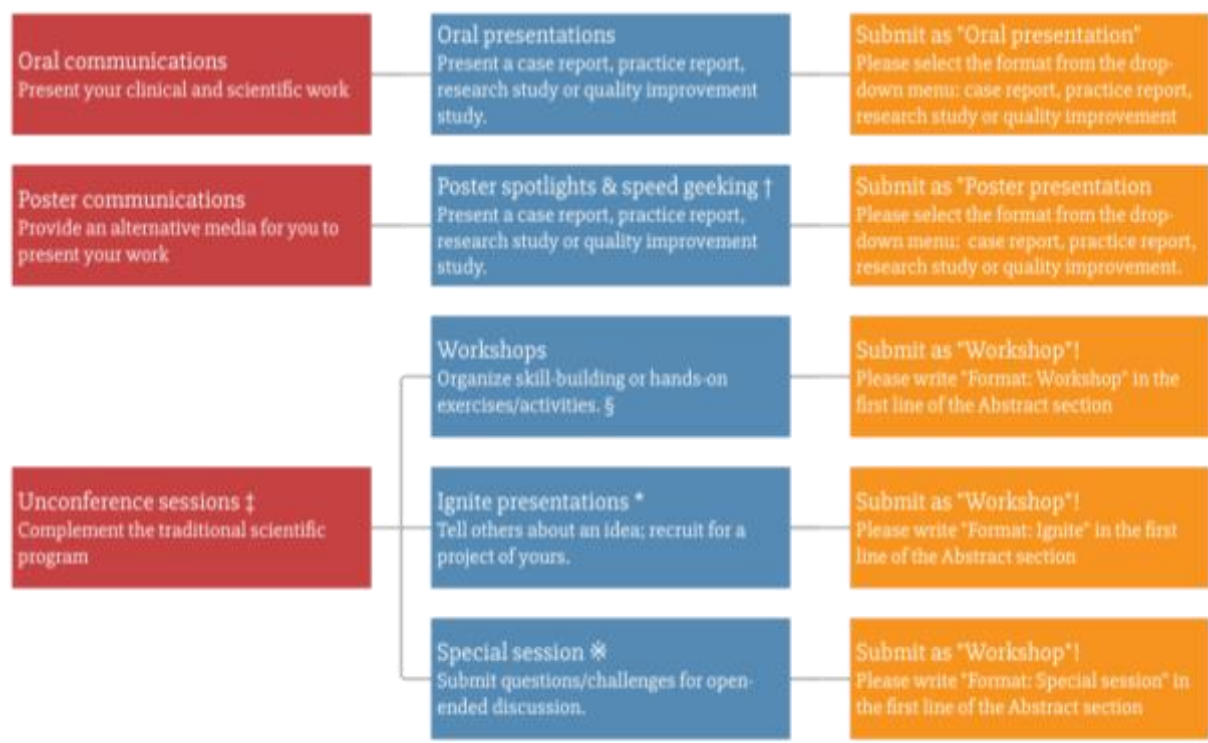 Oral communications
Present your clinical and scientific work
Oral presentations
Present a case report, practice report,
research study or quality improvement
study.
Submit as "Oral presentation"
Please select the format from the drop-
down menu: case report, practice report,
research study or quality improvement
Poster communications
Provide an alternative media for you to
present your work
Poster spotlights & speed geeking †
Present a case report, practice report,
research study or quality improvement
study.
Submit as "Poster presentation
Please select the format from the drop-
down menu:  case report, practice report,
research study or quality improvement.
Unconference sessions ‡
Complement the traditional scientific
program
Workshops
Organize skill-building or hands-on
exercises/activities. §
Submit as "Workshop"!
Please write "Format: Workshop" in the
first line of the Abstract section
Ignite presentations *
Tell others about an idea; recruit for a
project of yours.
Submit as "Workshop"!
Please write "Format: Ignite" in the first
line of the Abstract section
Special session ※
Submit questions/challenges for open-
ended discussion.
Submit as "Workshop"!
Please write "Format: Special session" in
the first line of the Abstract section